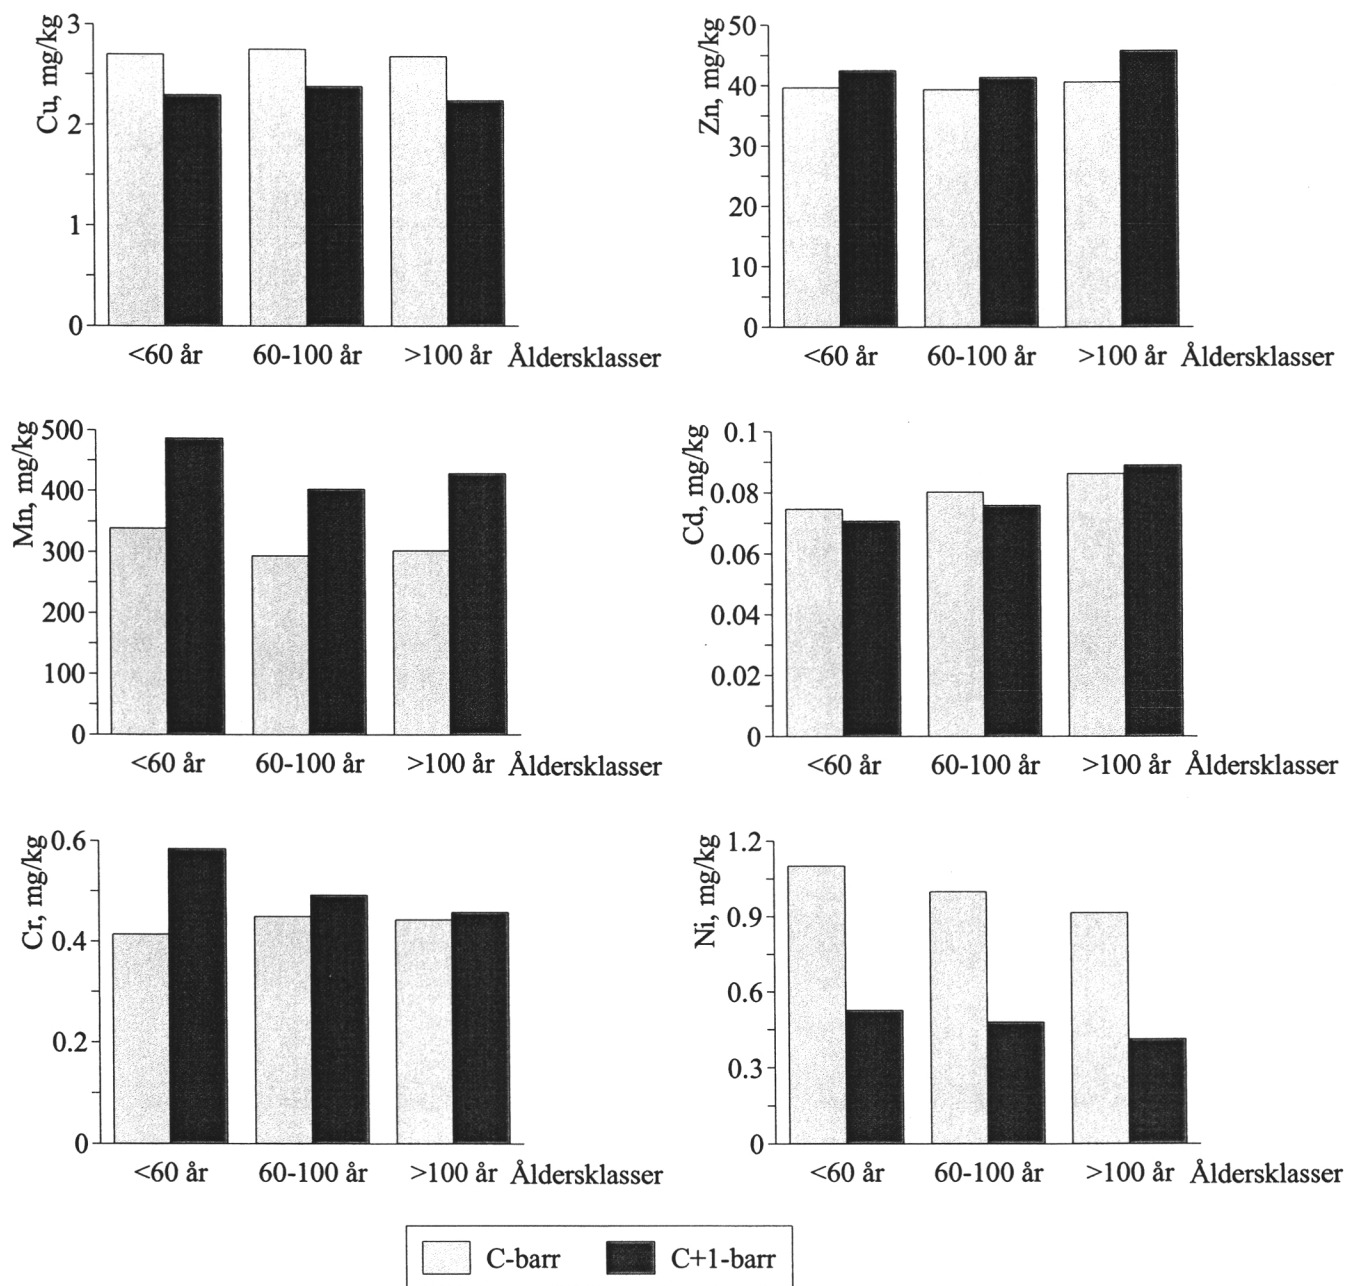 Cu, mg/kg
3
2
1
0
<60 år 60-100 år >100 år Åldersklasser
Zn, mg/kg
50
40
30
20
10
0
<60 år 60-100 år >100 år Åldersklasser
Mn, mg/kg
500
400
300
200
100
0
<60 år 60-100 år >100 år Åldersklasser
Cd, mg/kg
0.1
0.08
0.06
0.04
0.02
0
<60 år 60-100 år >100 år Åldersklasser
Cr, mg/kg
0.6
0.4
0.2
0
<60 år 60-100 år >100 år Åldersklasser
Ni, mg/kg
1.2
0.9
0.6
0.3
0
<60 år 60-100 år >100 år Åldersklasser
C-barr C+1-barr